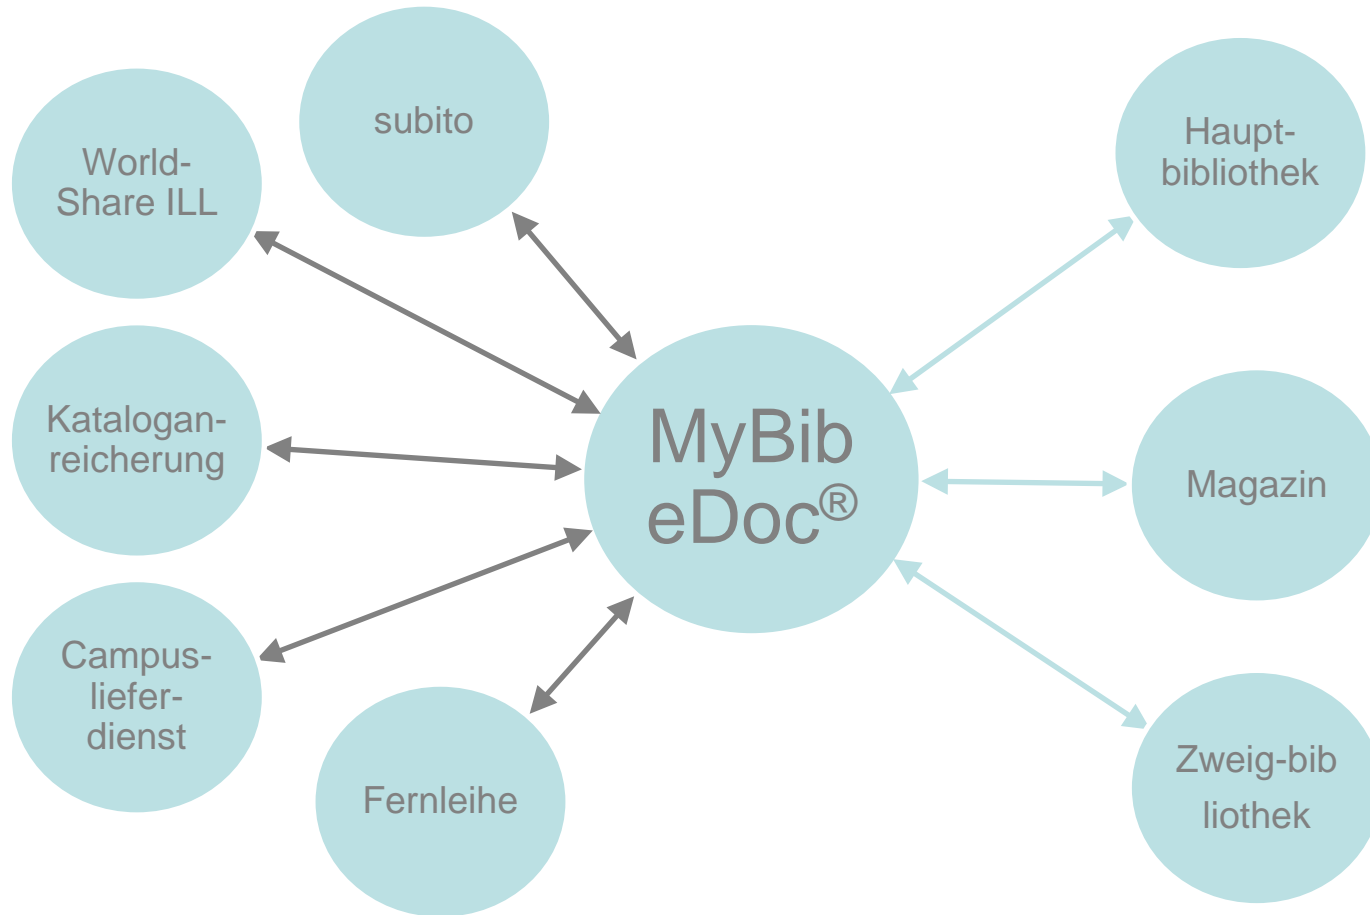 subito
World-
Share ILL
Katalogan-
reicherung
Campus-
liefer-
dienst
Fernleihe
MyBib
eDoc®
Haupt-
bibliothek
Magazin
Zweig-bib
liothek